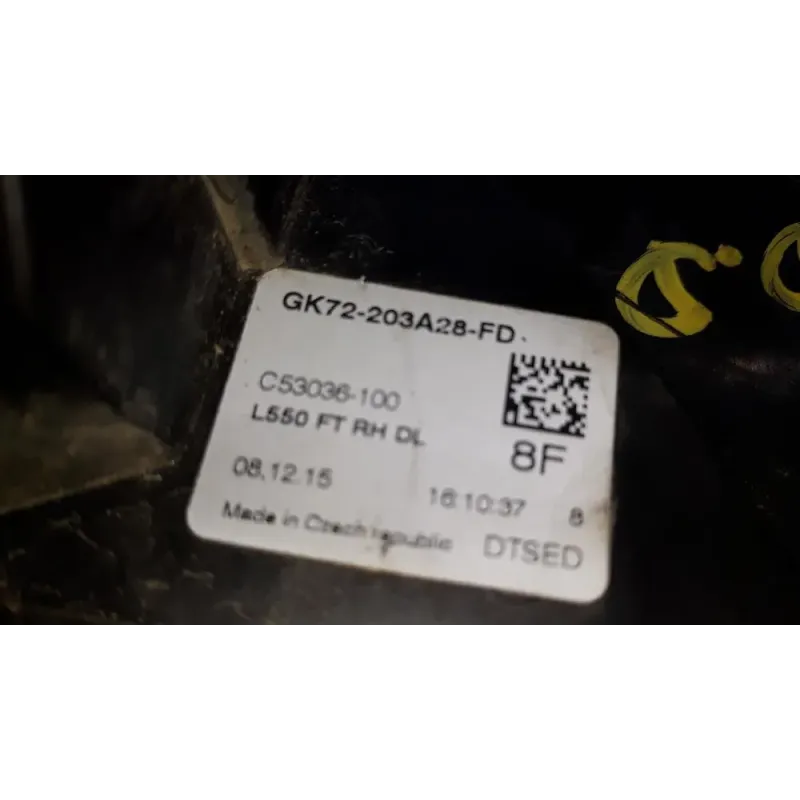 GK72-203A28-FD
C53036-100
L550 FT RH DL
8F
08.12.15 16:10:37 8
Made in Czech republic DTSED